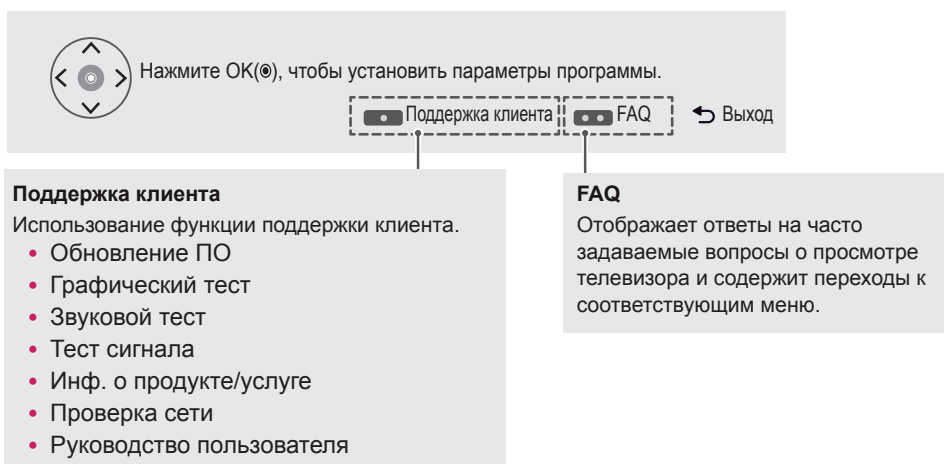 Нажмите OK(◉), чтобы установить параметры программы.
Поддержка клиента FAQ Выход
Поддержка клиента
Использование функции поддержки клиента.
• Обновление ПО
• Графический тест
• Звуковой тест
• Тест сигнала
• Инф. о продукте/услуге
• Проверка сети
• Руководство пользователя
FAQ
Отображает ответы на часто
задаваемые вопросы о просмотре
телевизора и содержит переходы к
соответствующим меню.